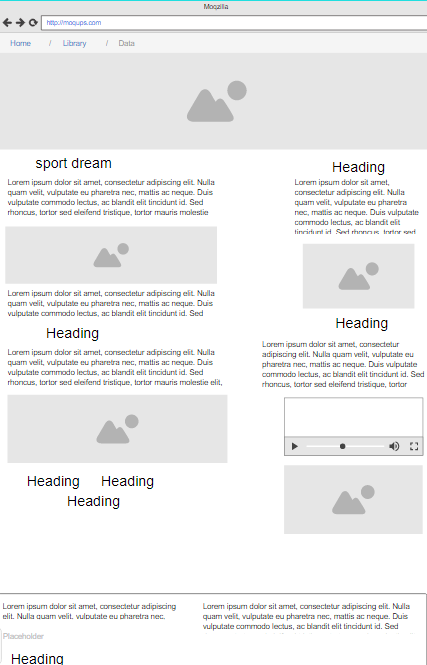 Moqzilla
http://moqups.com
Home / Library / Data
sport dream
Lorem ipsum dolor sit amet, consectetur adipiscing elit. Nulla
quam velit, vulputate eu pharetra nec, mattis ac neque. Duis
vulputate commodo lectus, ac blandit elit tincidunt id. Sed
rhoncus, tortor sed eleifend tristique, tortor mauris molestie
Lorem ipsum dolor sit amet, consectetur adipiscing elit. Nulla
quam velit, vulputate eu pharetra nec, mattis ac neque. Duis
vulputate commodo lectus, ac blandit elit tincidunt id. Sed
Heading
Lorem ipsum dolor sit amet, consectetur adipiscing elit. Nulla
quam velit, vulputate eu pharetra nec, mattis ac neque. Duis
vulputate commodo lectus, ac blandit elit tincidunt id. Sed
rhoncus, tortor sed eleifend tristique, tortor mauris molestie elit,
Heading Heading
Heading
Heading
Lorem ipsum dolor sit amet,
consectetur adipiscing elit. Nulla
quam velit, vulputate eu pharetra
nec, mattis ac neque. Duis vulputate
commodo lectus, ac blandit elit
tincidunt id. Sed rhoncus, tortor sed
Heading
Lorem ipsum dolor sit amet, consectetur
adipiscing elit. Nulla quam velit, vulputate eu
pharetra nec, mattis ac neque. Duis vulputate
commodo lectus, ac blandit elit tincidunt id. Sed
rhoncus, tortor sed eleifend tristique, tortor
Lorem ipsum dolor sit amet, consectetur adipiscing
elit. Nulla quam velit, vulputate eu pharetra nec,
Placeholder
Heading
Lorem ipsum dolor sit amet, consectetur adipiscing elit. Nulla
quam velit, vulputate eu pharetra nec, mattis ac neque. Duis
vulputate commodo lectus, ac blandit elit tincidunt id. Sed